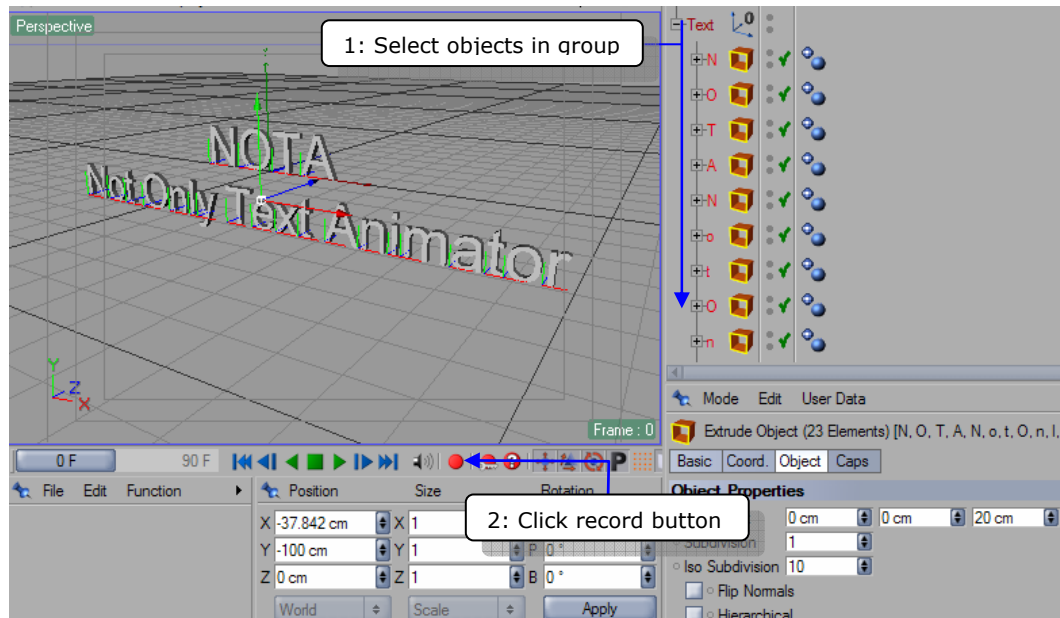 Perspective
1: Select objects in group
Text
N
O
T
A
N
o
t
O
n
NOTA
Not Only Text Animator
Y
Z
X
Frame : 0
0 F
90 F
P
File Edit Function
Position Size Rotation
X -37.842 cm X 1
Y -100 cm Y 1 P 0 °
Z 0 cm Z 1 B 0 °
World Scale Apply
2: Click record button
Mode Edit User Data
Extrude Object (23 Elements) [N, O, T, A, N, o, t, O, n, l,
Basic Coord. Object Caps
Object Properties
0 cm 0 cm 20 cm
Subdivision 1
Iso Subdivision 10
Flip Normals
Hierarchical